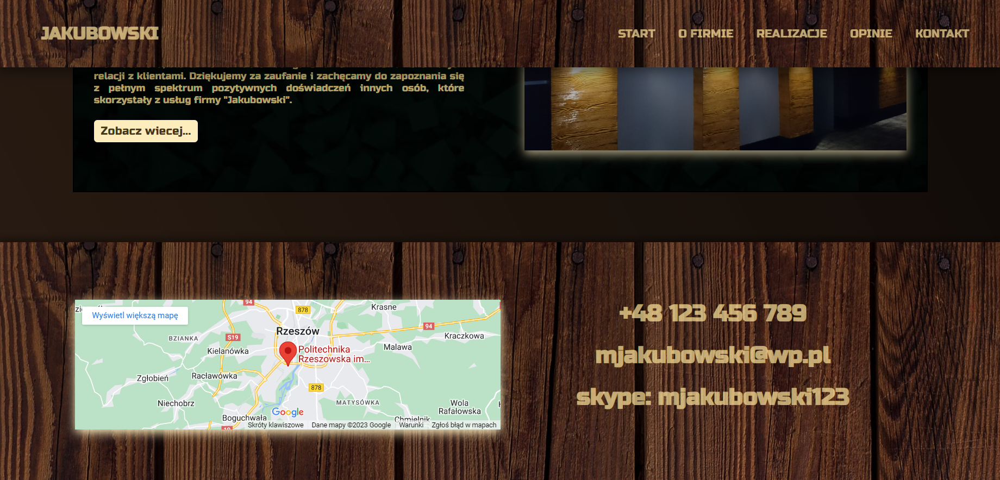 JAKUBOWSKI
START O FIRMIE REALIZACJE OPINIE KONTAKT
relacji z klientami. Dziękujemy za zaufanie i zachęcamy do zapoznania się
z pełnym spektrum pozytywnych doświadczeń innych osób, które
skorzystały z usług firmy "Jakubowski".
Zobacz wiecej...
Wyświetl większą mapę
94
878
Krasne
Rzeszów
94
BZIANKA
S19
Kraczkowa
Kielanówka
Politechnika
Rzeszowska im...
Malawa
Zgłobień
Racławówka
878
Niechobrz
MATYSÓWKA
Wola
Rafałowska
Boguchwała
Google
Chmielnik
19
Skróty klawiszowe
Dane mapy ©2023 Google
Warunki
Zgłoś błąd w mapach
+48 123 456 789
mjakubowski@wp.pl
skype: mjakubowski123